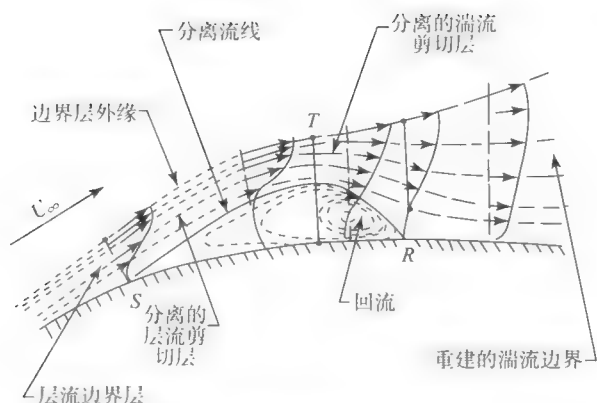 分离流线
分离的湍流
剪切层
边界层外缘
T
U∞
S
R
分离的
层流剪
切层
回流
重建的湍流边界
层流边界层